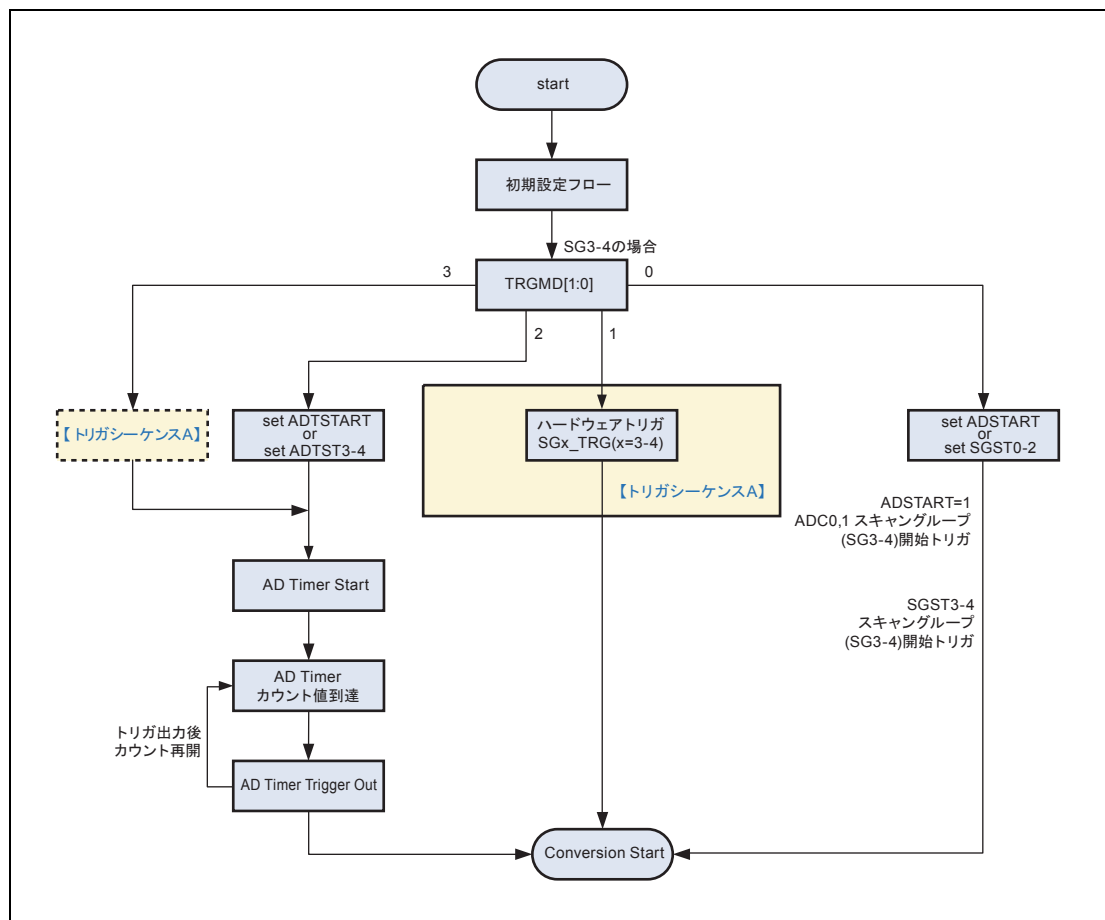 start
初期設定フロー
SG3-4の場合
3
TRGMD[1:0]
0
2
1
【トリガシーケンスA】
set ADTSTART
or
set ADTST3-4
ハードウェアトリガ
SGx_TRG(x=3-4)
【トリガシーケンスA】
set ADSTART
or
set SGST0-2
ADSTART=1
ADC0,1 スキャングループ
(SG3-4)開始トリガ
AD Timer Start
SGST3-4
スキャングループ
(SG3-4)開始トリガ
AD Timer
カウント値到達
トリガ出力後
カウント再開
AD Timer Trigger Out
Conversion Start